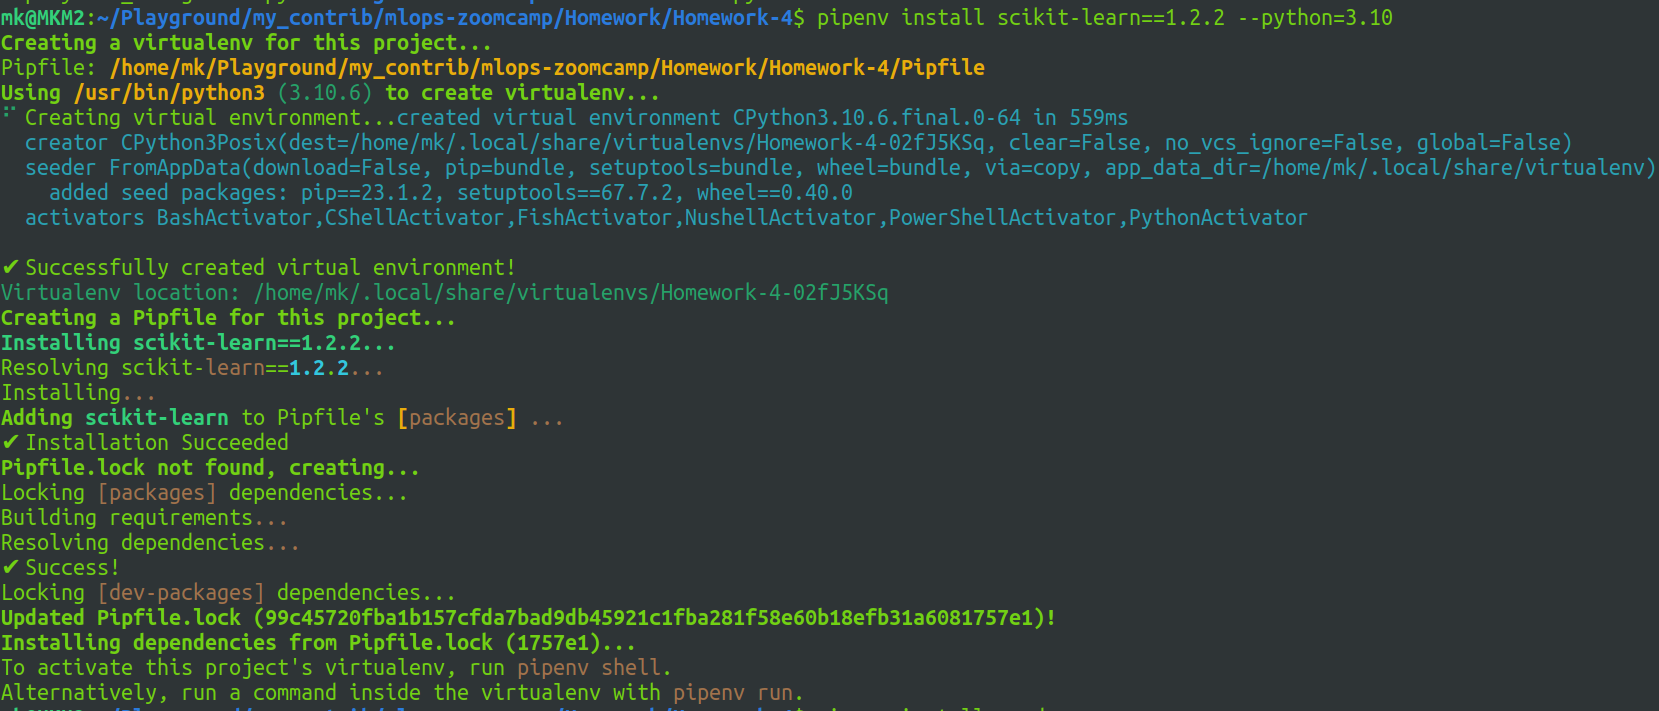 mk@MKM2:~/Playground/my_contrib/mlops-zoomcamp/Homework/Homework-4$ pipenv install scikit-learn==1.2.2 --python=3.10
Creating a virtualenv for this project...
Pipfile: /home/mk/Playground/my_contrib/mlops-zoomcamp/Homework/Homework-4/Pipfile
Using /usr/bin/python3 (3.10.6) to create virtualenv...
⠋ Creating virtual environment...created virtual environment CPython3.10.6.final.0-64 in 559ms
  creator CPython3Posix(dest=/home/mk/.local/share/virtualenvs/Homework-4-02fJ5KSq, clear=False, no_vcs_ignore=False, global=False)
  seeder FromAppData(download=False, pip=bundle, setuptools=bundle, wheel=bundle, via=copy, app_data_dir=/home/mk/.local/share/virtualenv)
    added seed packages: pip==23.1.2, setuptools==67.7.2, wheel==0.40.0
  activators BashActivator,CShellActivator,FishActivator,NushellActivator,PowerShellActivator,PythonActivator
✔ Successfully created virtual environment!
Virtualenv location: /home/mk/.local/share/virtualenvs/Homework-4-02fJ5KSq
Creating a Pipfile for this project...
Installing scikit-learn==1.2.2...
Resolving scikit-learn==1.2.2...
Installing...
Adding scikit-learn to Pipfile's [packages] ...
✔ Installation Succeeded
Pipfile.lock not found, creating...
Locking [packages] dependencies...
Building requirements...
Resolving dependencies...
✔ Success!
Locking [dev-packages] dependencies...
Updated Pipfile.lock (99c45720fba1b157cfda7bad9db45921c1fba281f58e60b18efb31a6081757e1)!
Installing dependencies from Pipfile.lock (1757e1)...
To activate this project's virtualenv, run pipenv shell.
Alternatively, run a command inside the virtualenv with pipenv run.